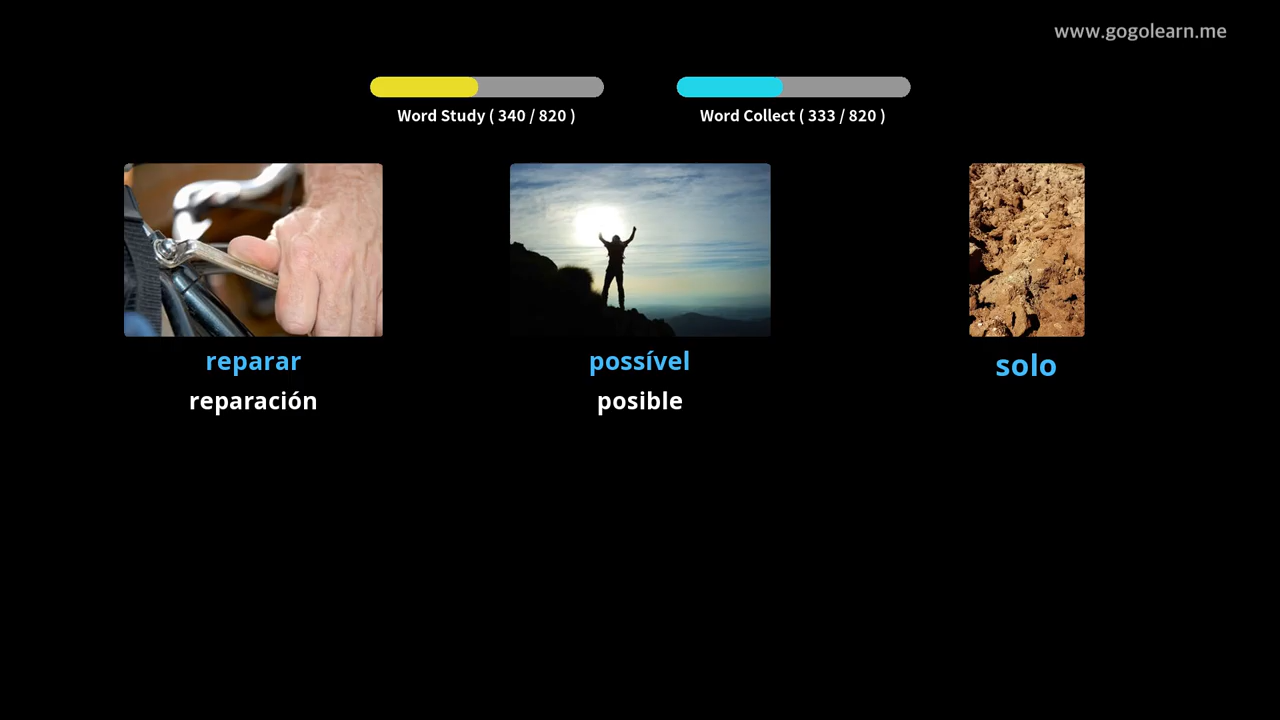 www.gogolearn.me
Word Study ( 340 / 820 )
Word Collect ( 333 / 820 )
reparar
reparación
possível
posible
solo